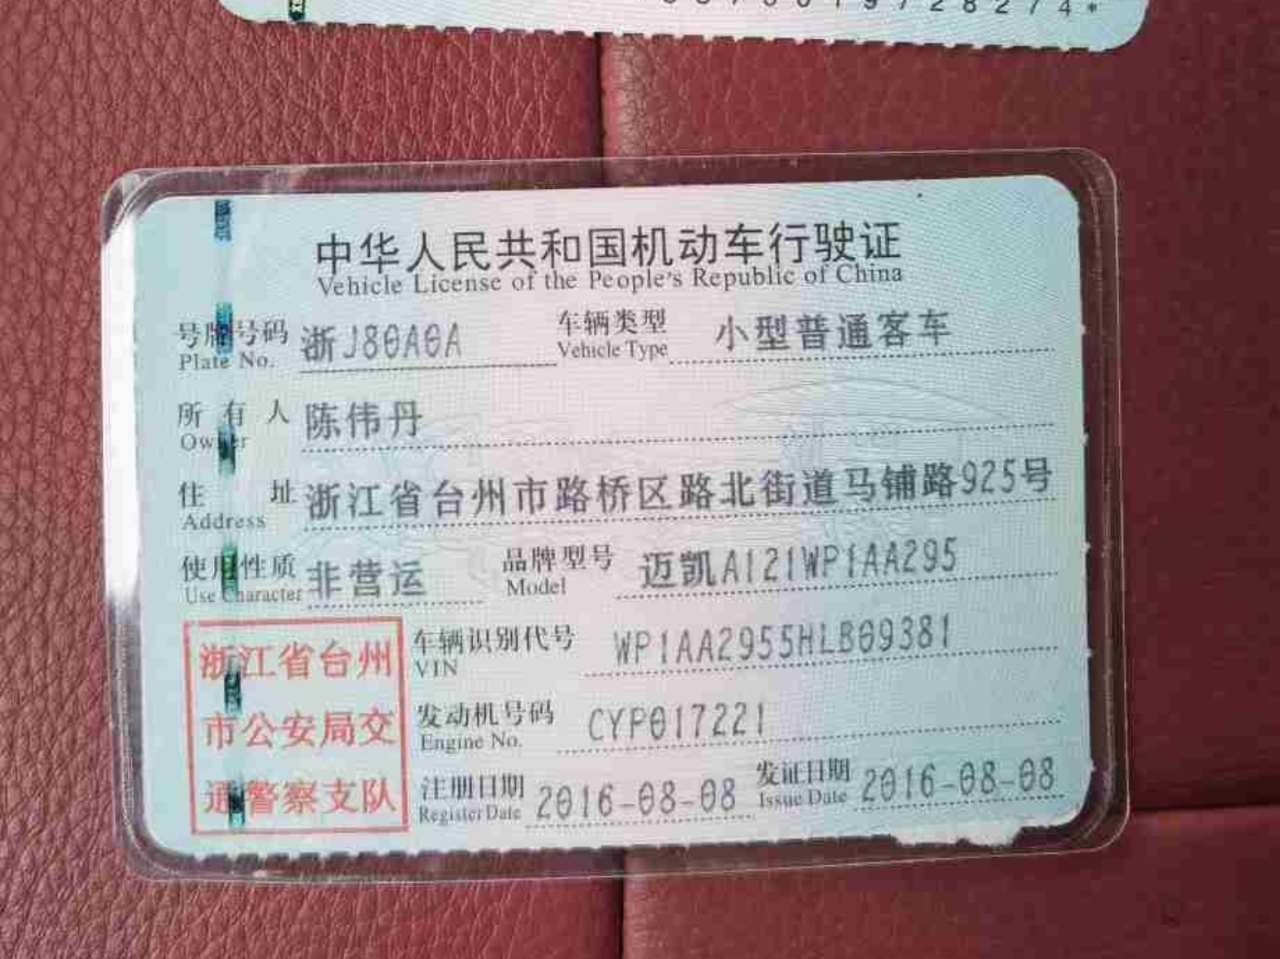 中华人民共和国机动车行驶证
Vehicle License of the People's Republic of China
号牌号码 浙J80A0A 车辆类型 小型普通客车
Plate No. Vehicle Type
所有人 陈伟丹
Owner
住址 浙江省台州市路桥区路北街道马铺路925号
Address
使用性质 非营运 品牌型号 迈凯A121WP1AA295
Use Character Model
浙江省台州 车辆识别代号 WP1AA2955HLB09381
VIN
市公安局交 发动机号码 CYP017221
Engine No.
通警察支队 注册日期 2016-08-08 发证日期 2016-08-08
Register Date Issue Date